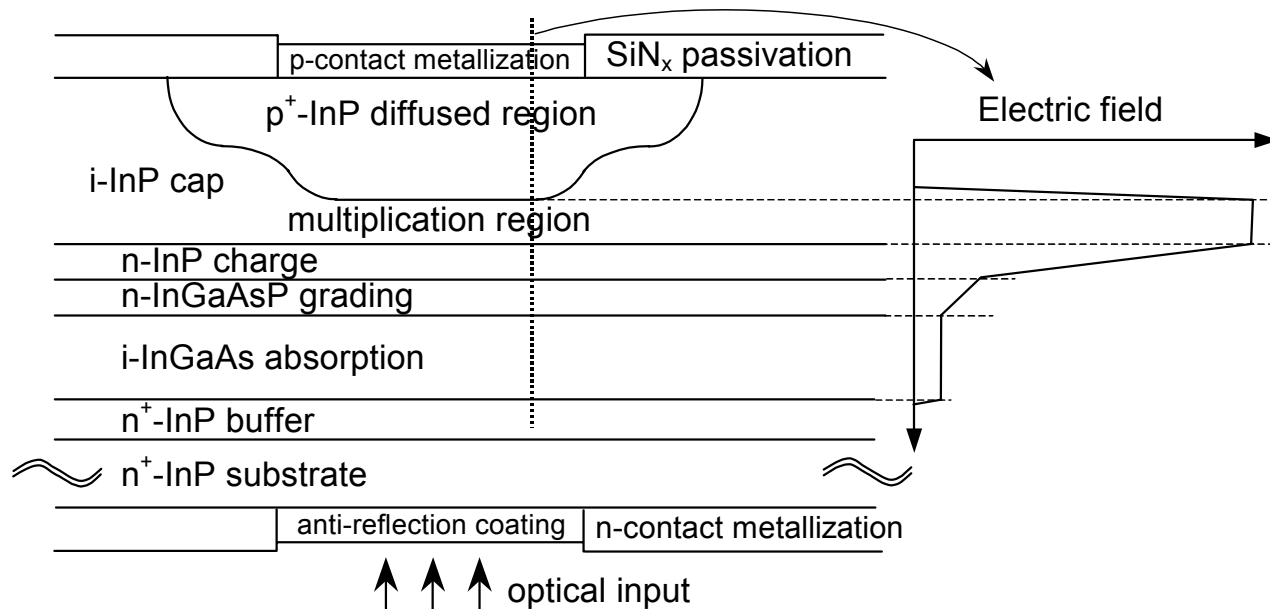 p-contact metallization
SiNₓ passivation
Electric field
p⁺-InP diffused region
i-InP cap
multiplication region
n-InP charge
n-InGaAsP grading
i-InGaAs absorption
n⁺-InP buffer
n⁺-InP substrate
anti-reflection coating
n-contact metallization
optical input